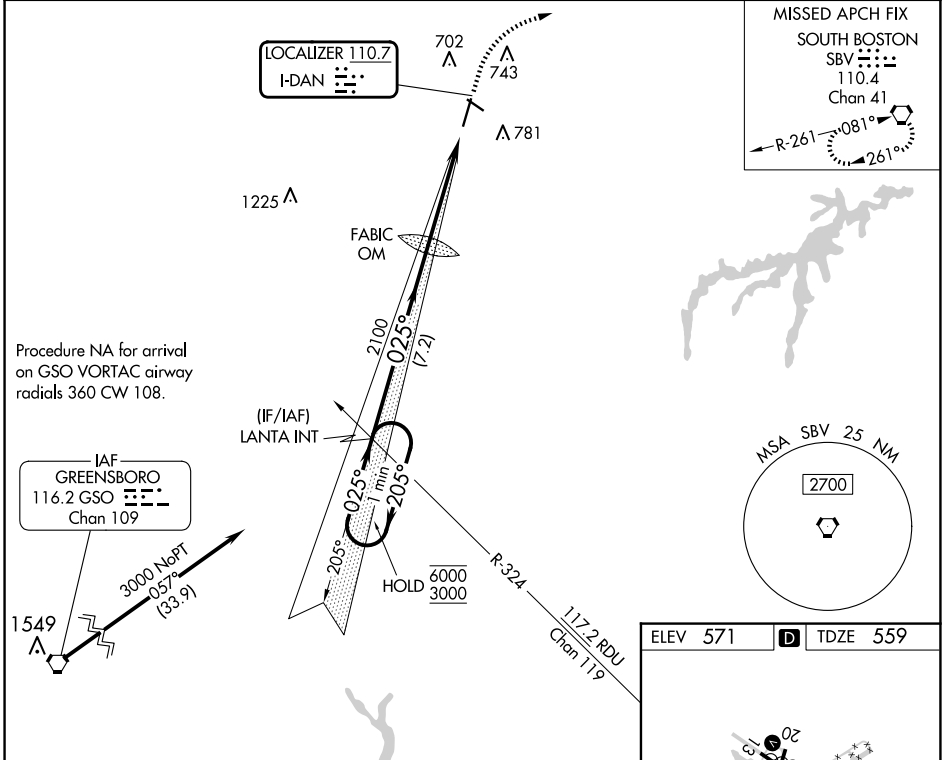 MISSED APCH FIX
SOUTH BOSTON
SBV
110.4
Chan 41
R-261
081°
261°
LOCALIZER 110.7
I-DAN
702
743
781
1225
FABIC
OM
2100
025°
(7.2)
Procedure NA for arrival
on GSO VORTAC airway
radials 360 CW 108.
(IF/IAF)
LANTA INT
025°
1 min
205°
205°
HOLD
6000
3000
IAF
GREENSBORO
116.2 GSO
Chan 109
3000 NoPT
057°
(33.9)
1549
R-324
117.2 RDU
Chan 119
MSA SBV 25 NM
2700
ELEV 571
D
TDZE 559
13
V
20